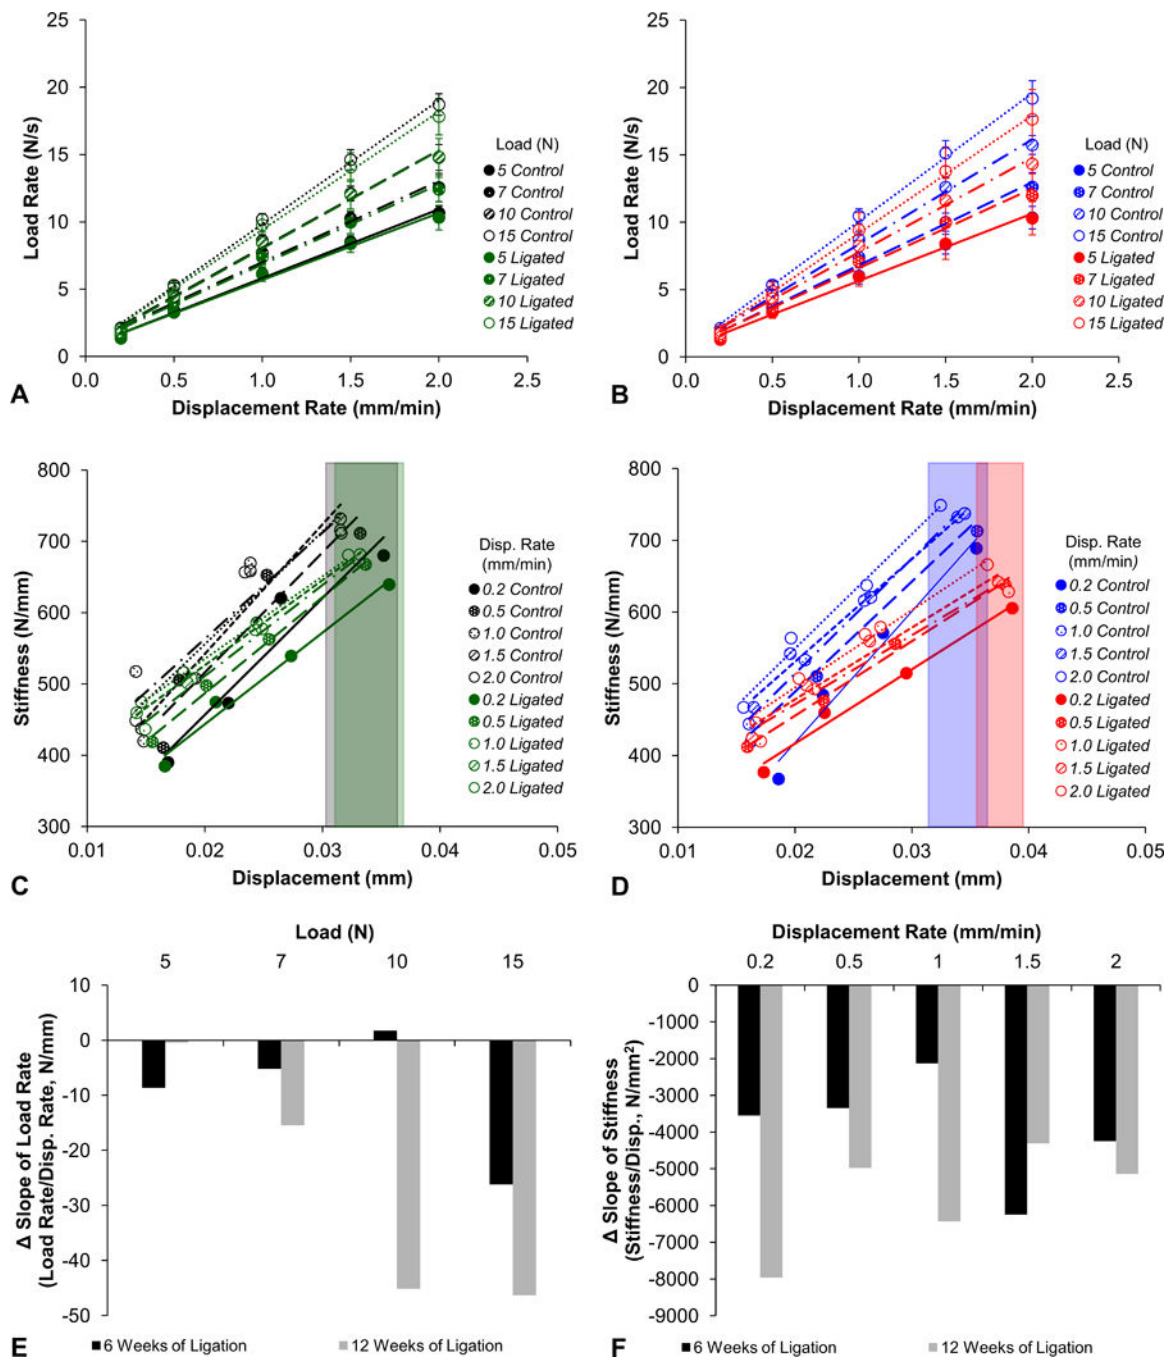 25
20
15
10
5
0
Load Rate (N/s)
0.0 0.5 1.0 1.5 2.0 2.5
Displacement Rate (mm/min)
Load (N)
5 Control
7 Control
10 Control
15 Control
5 Ligated
7 Ligated
10 Ligated
15 Ligated
A
25
20
15
10
5
0
Load Rate (N/s)
0.0 0.5 1.0 1.5 2.0 2.5
Displacement Rate (mm/min)
Load (N)
5 Control
7 Control
10 Control
15 Control
5 Ligated
7 Ligated
10 Ligated
15 Ligated
B
800
700
600
500
400
300
Stiffness (N/mm)
0.01 0.02 0.03 0.04 0.05
Displacement (mm)
Disp. Rate
(mm/min)
0.2 Control
0.5 Control
1.0 Control
1.5 Control
2.0 Control
0.2 Ligated
0.5 Ligated
1.0 Ligated
1.5 Ligated
2.0 Ligated
C
800
700
600
500
400
300
Stiffness (N/mm)
0.01 0.02 0.03 0.04 0.05
Displacement (mm)
Disp. Rate
(mm/min)
0.2 Control
0.5 Control
1.0 Control
1.5 Control
2.0 Control
0.2 Ligated
0.5 Ligated
1.0 Ligated
1.5 Ligated
2.0 Ligated
D
Load (N)
5 7 10 15
10
0
-10
-20
-30
-40
-50
Δ Slope of Load Rate
(Load Rate/Disp. Rate, N/mm)
6 Weeks of Ligation
12 Weeks of Ligation
E
Displacement Rate (mm/min)
0.2 0.5 1 1.5 2
0
-1000
-2000
-3000
-4000
-5000
-6000
-7000
-8000
-9000
Δ Slope of Stiffness
(Stiffness/Disp., N/mm²)
6 Weeks of Ligation
12 Weeks of Ligation
F